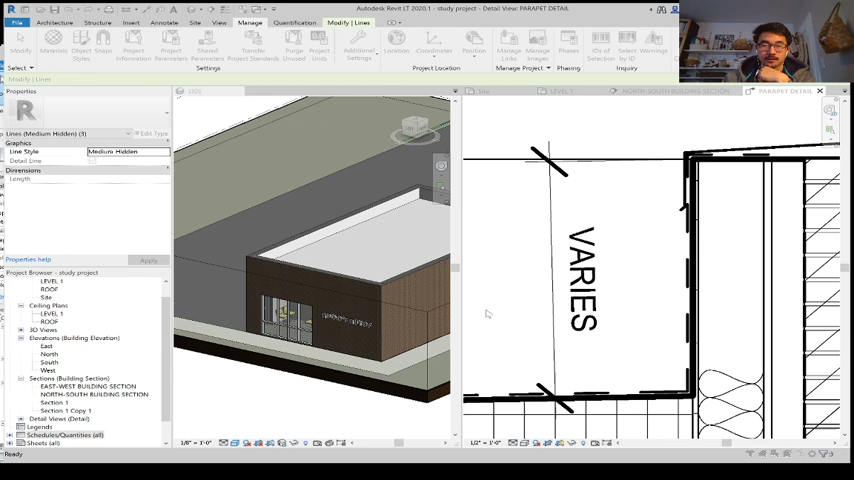 Autodesk Revit LT 2020.1 - study project - Detail View: PARAPET DETAIL
File Architecture Structure Insert Annotate Site View Manage Quantification Modify | Lines
Modify Materials Object Styles Snaps Project Information Project Parameters Shared Parameters Transfer Project Standards Purge Unused Project Units Additional Settings Location Coordinates Position Manage Links Manage Images Phases IDs of Selection Select by ID Warnings
Select Settings Project Location Manage Project Phasing Inquiry
Modify | Lines
Properties
{3D} Site LEVEL 1 NORTH-SOUTH BUILDING SECTION PARAPET DETAIL
Lines (Medium Hidden) (3) Edit Type
Graphics
Line Style Medium Hidden
Detail Line
Dimensions
Length
Properties help Apply
Project Browser - study project
LEVEL 1
ROOF
Site
Ceiling Plans
LEVEL 1
ROOF
3D Views
Elevations (Building Elevation)
East
North
South
West
Sections (Building Section)
EAST-WEST BUILDING SECTION
NORTH-SOUTH BUILDING SECTION
Section 1
Section 1 Copy 1
Detail Views (Detail)
Legends
Schedules/Quantities (all)
Sheets (all)
VARIES
1/8" = 1'-0"
1/2" = 1'-0"